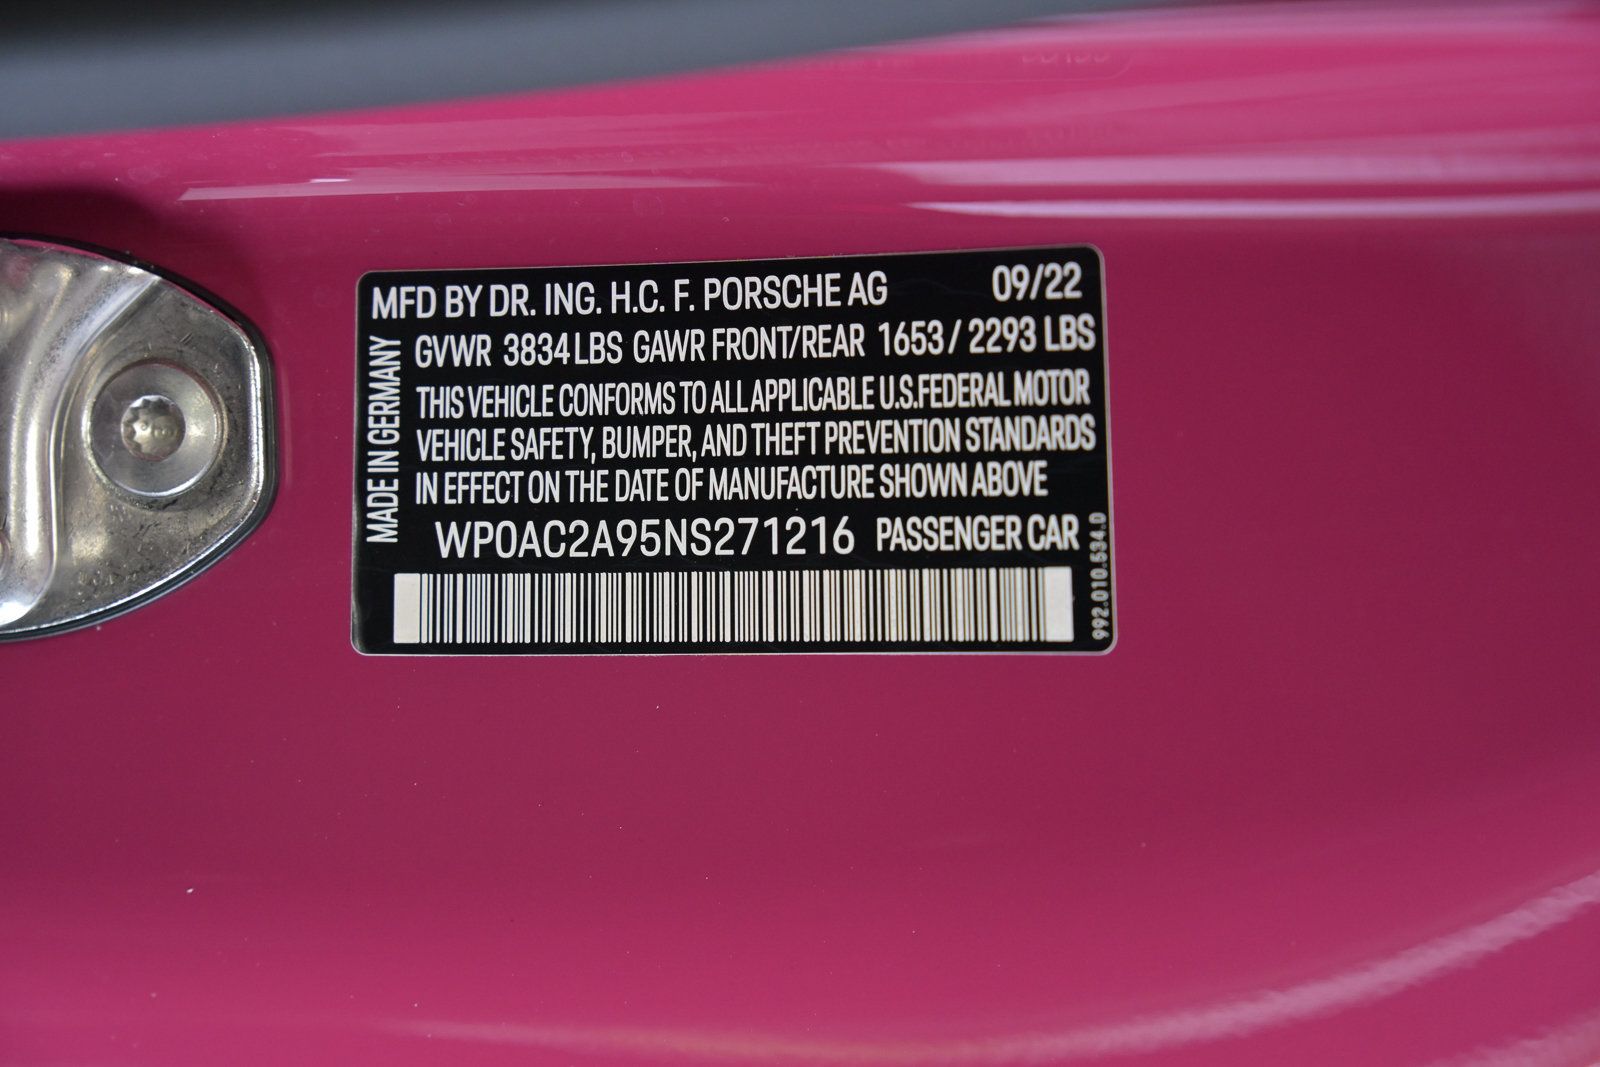 MFD BY DR. ING. H.C. F. PORSCHE AG 09/22
GVWR 3834 LBS GAWR FRONT/REAR 1653 / 2293 LBS
THIS VEHICLE CONFORMS TO ALL APPLICABLE U.S.FEDERAL MOTOR
VEHICLE SAFETY, BUMPER, AND THEFT PREVENTION STANDARDS
IN EFFECT ON THE DATE OF MANUFACTURE SHOWN ABOVE
WP0AC2A95NS271216 PASSENGER CAR
MADE IN GERMANY
992.010.534.D